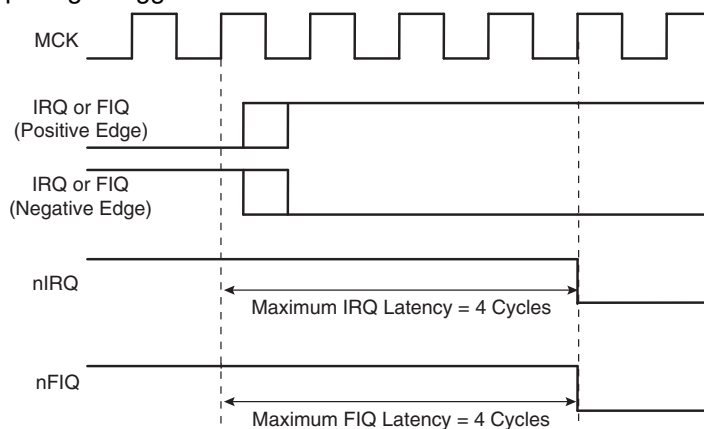 MCK
IRQ or FIQ
(Positive Edge)
IRQ or FIQ
(Negative Edge)
nIRQ
Maximum IRQ Latency = 4 Cycles
nFIQ
Maximum FIQ Latency = 4 Cycles